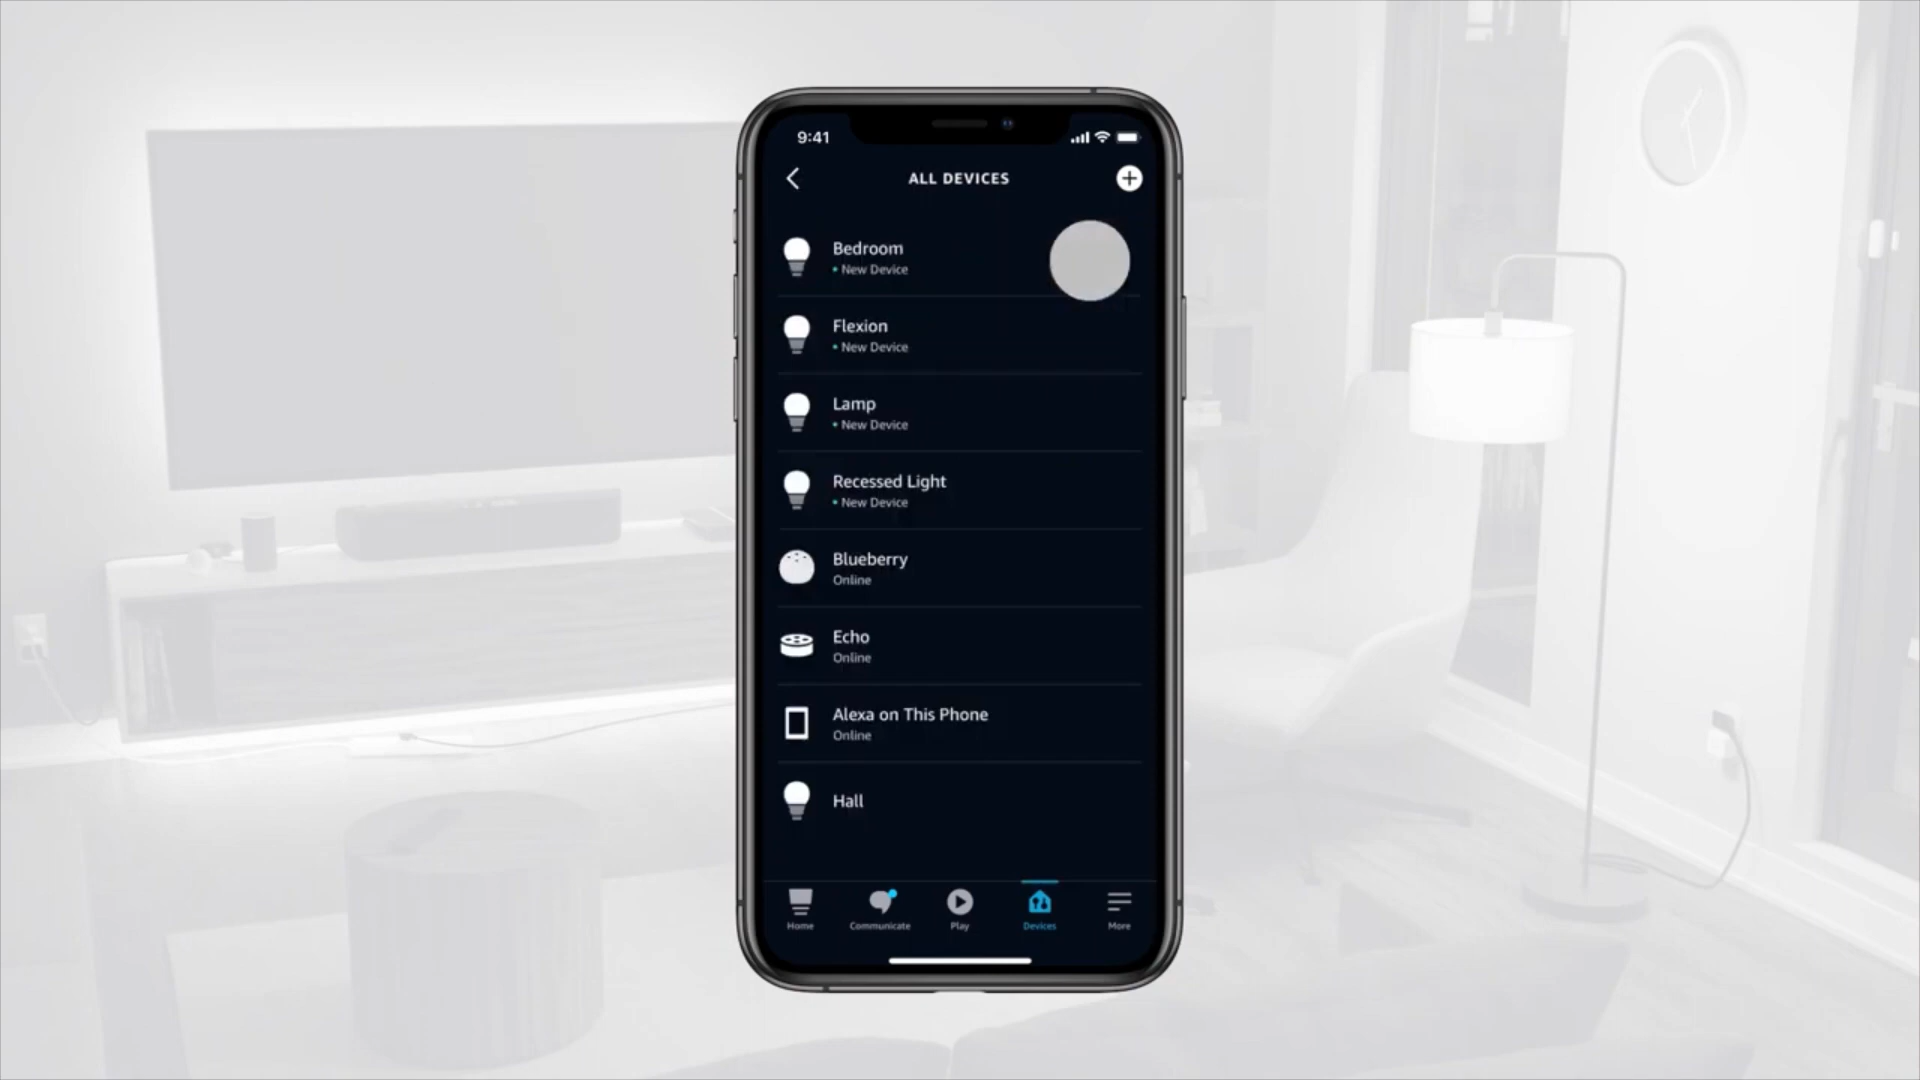 9:41
ALL DEVICES
Bedroom
• New Device
Flexion
• New Device
Lamp
• New Device
Recessed Light
• New Device
Blueberry
Online
Echo
Online
Alexa on This Phone
Online
Hall
Home
Communicate
Play
Devices
More